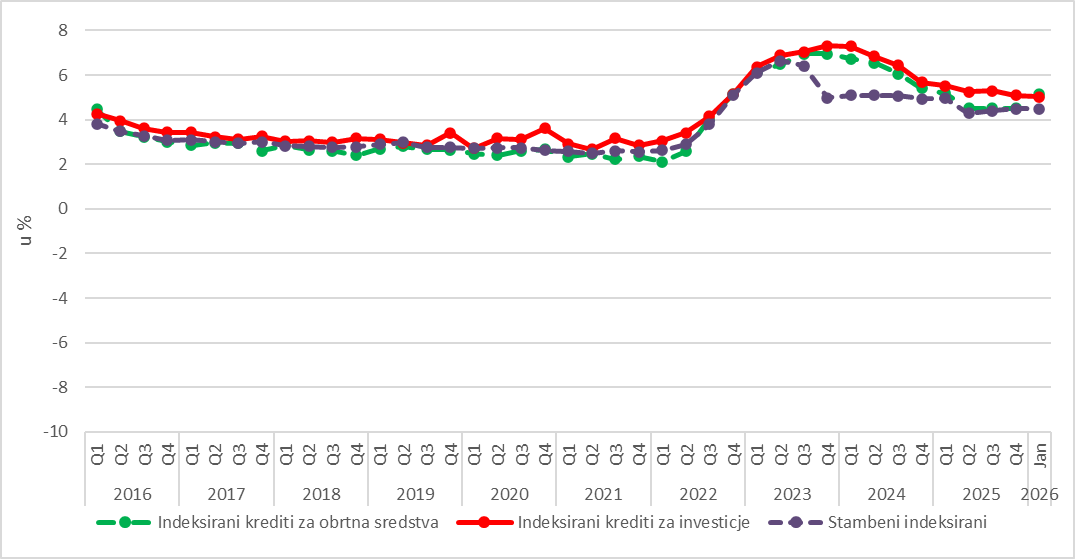 8
6
4
2
0
-2
-4
-6
-8
-10
u %
Q1 Q2 Q3 Q4 Q1 Q2 Q3 Q4 Q1 Q2 Q3 Q4 Q1 Q2 Q3 Q4 Q1 Q2 Q3 Q4 Q1 Q2 Q3 Q4 Q1 Q2 Q3 Q4 Q1 Q2 Q3 Q4 Q1 Q2 Q3 Q4 Q1 Q2 Q3 Q4 Jan
2016 2017 2018 2019 2020 2021 2022 2023 2024 2025 2026
Indeksirani krediti za obrtna sredstva Indeksirani krediti za investicje Stambeni indeksirani